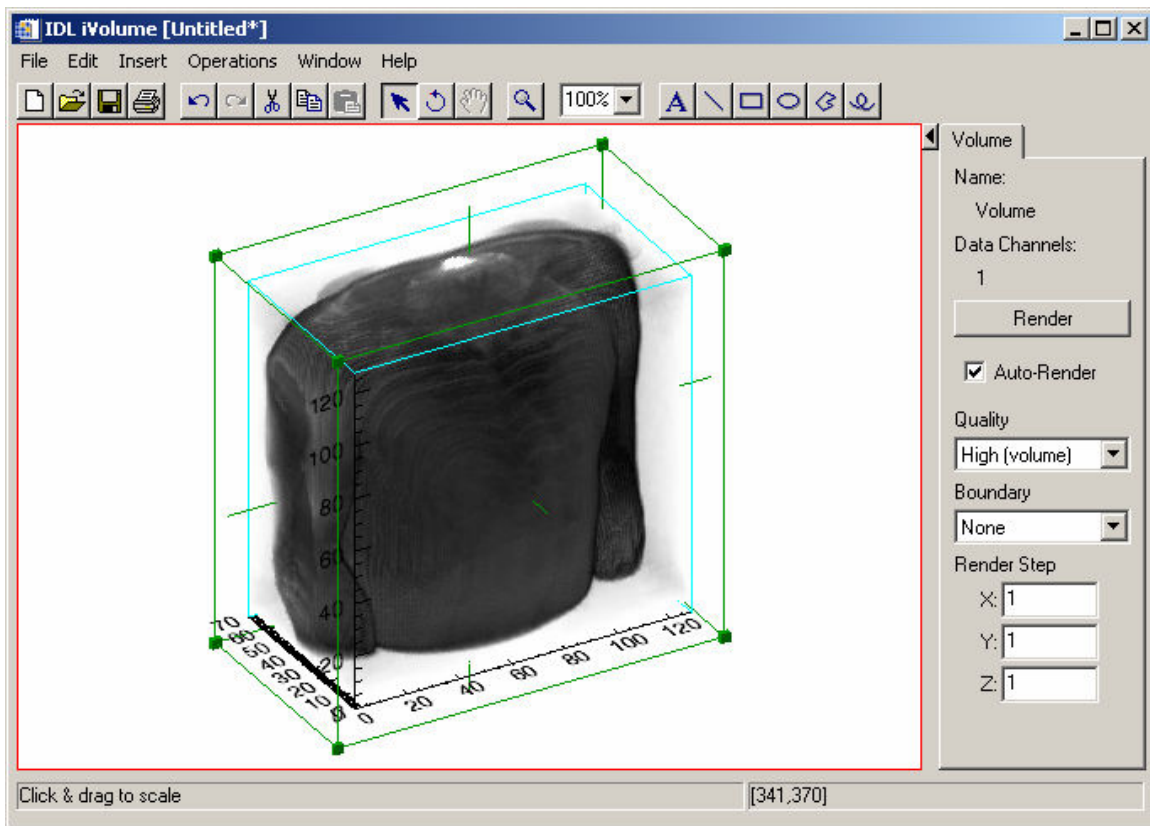 IDL iVolume [Untitled*]
File Edit Insert Operations Window Help
100%
A
Volume
Name:
Volume
Data Channels:
1
Render
Auto-Render
Quality
High (volume)
Boundary
None
Render Step
X: 1
Y: 1
Z: 1
120
100
80
60
40
20
0
70
60
50
40
30
20
10
0
0 20 40 60 80 100 120
Click & drag to scale [341,370]